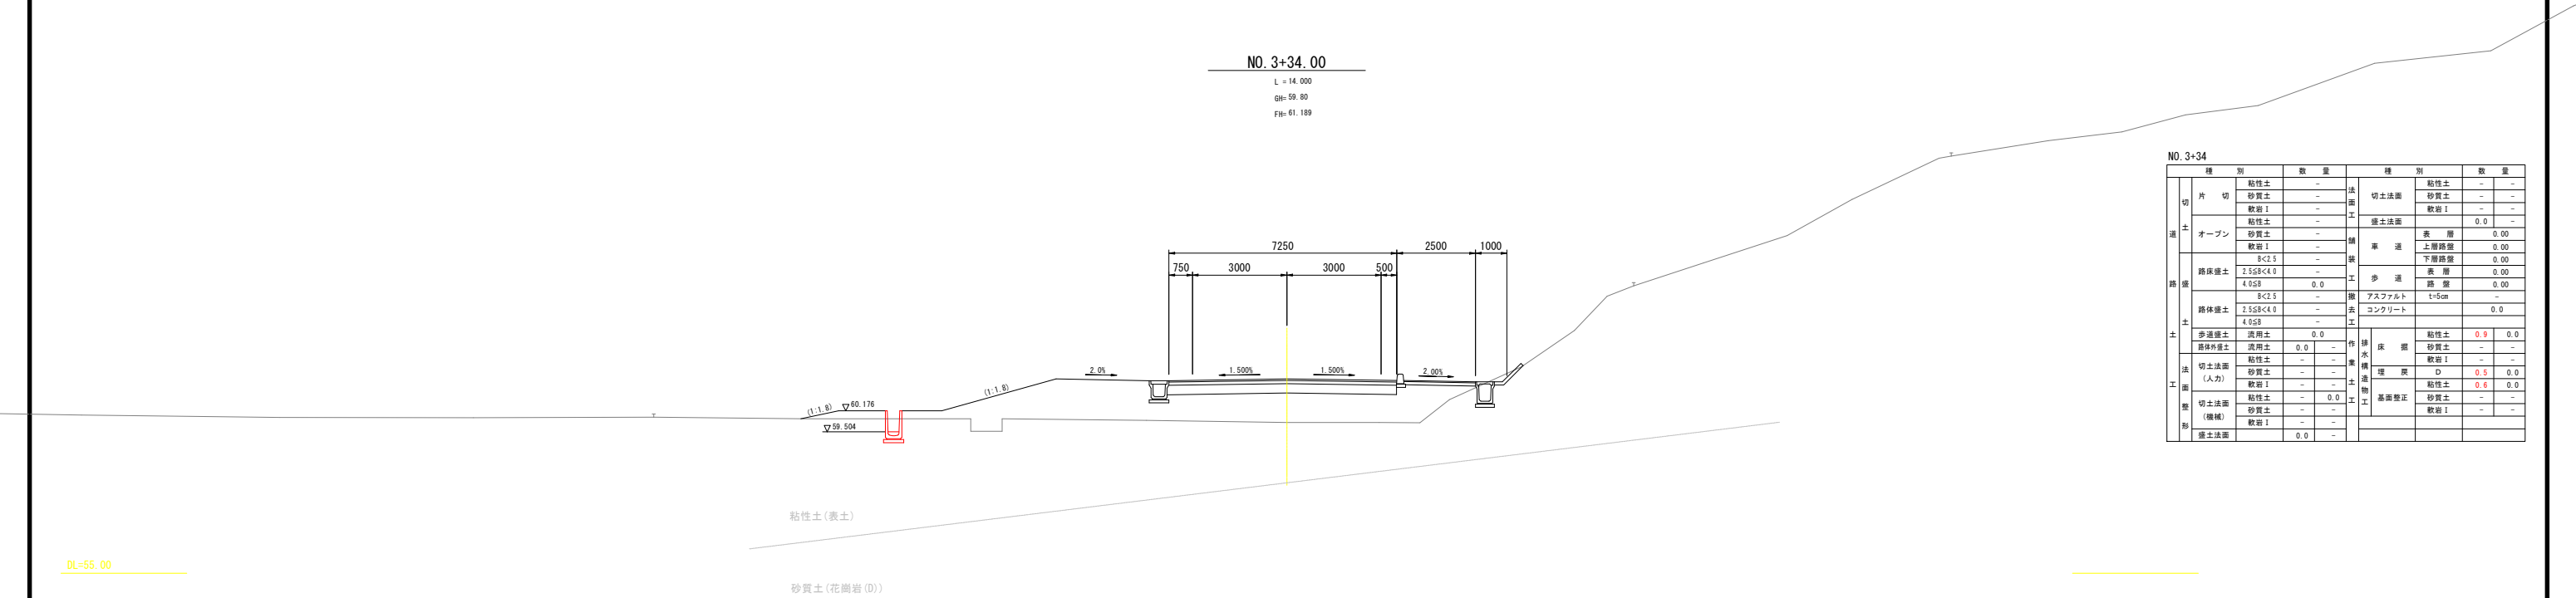 NO.3+34.00
L =14.000
GH=59.80
FH=61.189
7250 2500 1000
750 3000 3000 500
2.0% 1.500% 1.500% 2.00%
(1:1.8) (1:1.8)
60.176
59.504
粘性土(表土)
砂質土(花崗岩(D))
NO.3+34
種 別 数 量 種 別 数 量
道路土工 切土 片切 粘性土 - 法面工 切土法面 粘性土 - -
砂質土 - 砂質土 - -
軟岩Ⅰ - 軟岩Ⅰ - -
オープン 粘性土 - 盛土法面 0.0 -
砂質土 - 舗装工 車道 表層 0.00
軟岩Ⅰ - 上層路盤 0.00
盛土 路床盛土 B<2.5 - 下層路盤 0.00
2.5≦B<4.0 - 歩道 表層 0.00
4.0≦B 0.0 路盤 0.00
路体盛土 B<2.5 - 撤去工 アスファルト t=5cm -
2.5≦B<4.0 - コンクリート 0.0
4.0≦B -
歩道盛土 流用土 0.0 作業土工 排水構造物工 床掘 粘性土 0.9 0.0
路体外盛土 流用土 0.0 - 砂質土 - -
法面整形 切土法面(人力) 粘性土 - - 軟岩Ⅰ - -
砂質土 - - 埋戻 D 0.5 0.0
軟岩Ⅰ - - 基面整正 粘性土 0.6 0.0
切土法面(機械) 粘性土 - 0.0 砂質土 - -
砂質土 - - 軟岩Ⅰ - -
軟岩Ⅰ - -
盛土法面 0.0 -